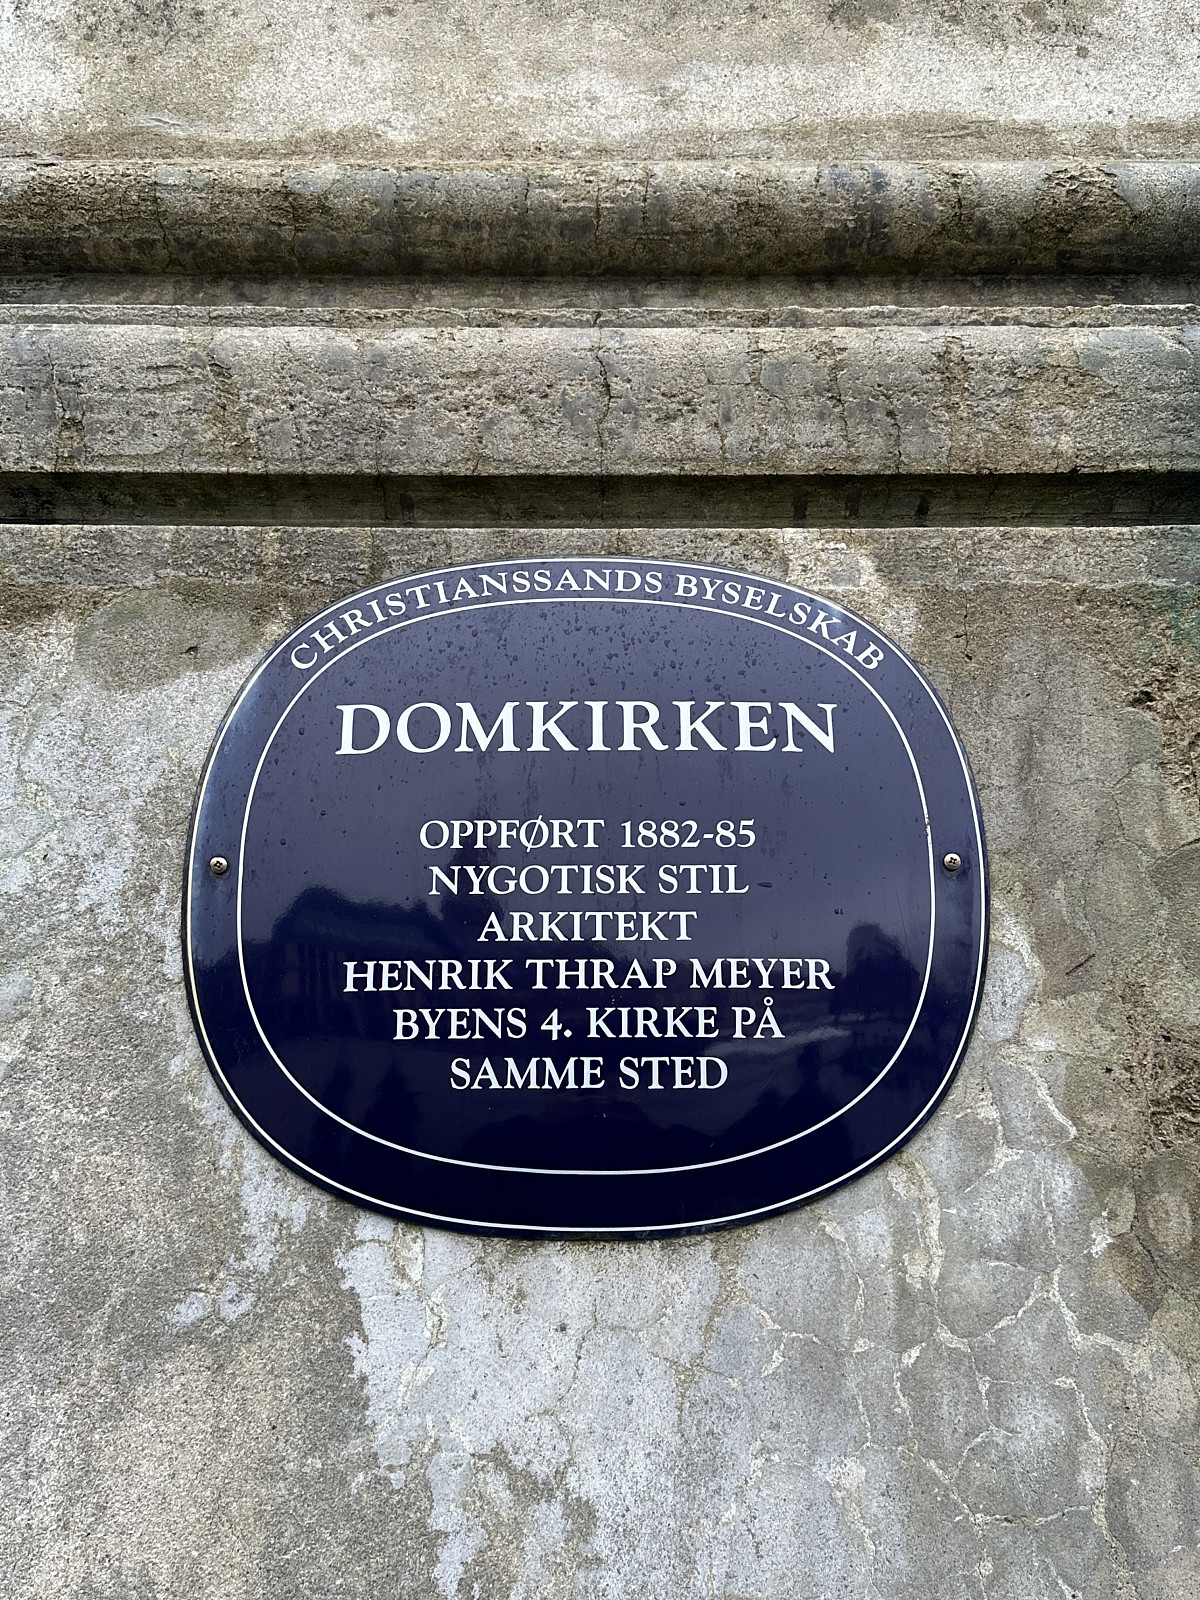 CHRISTIANSSANDS BYSELSKAB
DOMKIRKEN
OPPFØRT 1882-85
NYGOTISK STIL
ARKITEKT
HENRIK THRAP MEYER
BYENS 4. KIRKE PÅ
SAMME STED